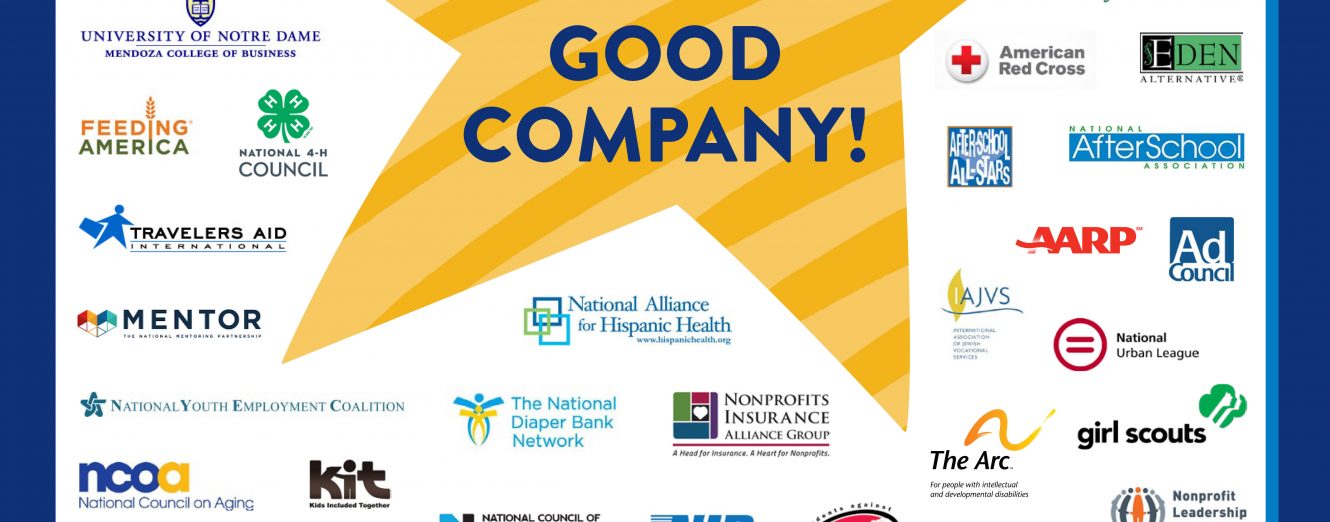 UNIVERSITY OF NOTRE DAME
MENDOZA COLLEGE OF BUSINESS
GOOD
COMPANY!
American
Red Cross
EDEN
ALTERNATIVE®
FEEDING
AMERICA
NATIONAL 4-H
COUNCIL
AFTER-SCHOOL
ALL-STARS
NATIONAL
AfterSchool
ASSOCIATION
TRAVELERS AID
INTERNATIONAL
AARP
Ad
Council
MENTOR
THE NATIONAL MENTORING PARTNERSHIP
National Alliance
for Hispanic Health
www.hispanichealth.org
IAJVS
INTERNATIONAL
ASSOCIATION
OF JEWISH
VOCATIONAL
SERVICES
National
Urban League
NATIONAL YOUTH EMPLOYMENT COALITION
The National
Diaper Bank
Network
NONPROFITS
INSURANCE
ALLIANCE GROUP
A Head for Insurance. A Heart for Nonprofits.
The Arc
For people with intellectual
and developmental disabilities
girl scouts
ncoa
National Council on Aging
kit
Kids Included Together
NATIONAL COUNCIL OF
against
Nonprofit
Leadership